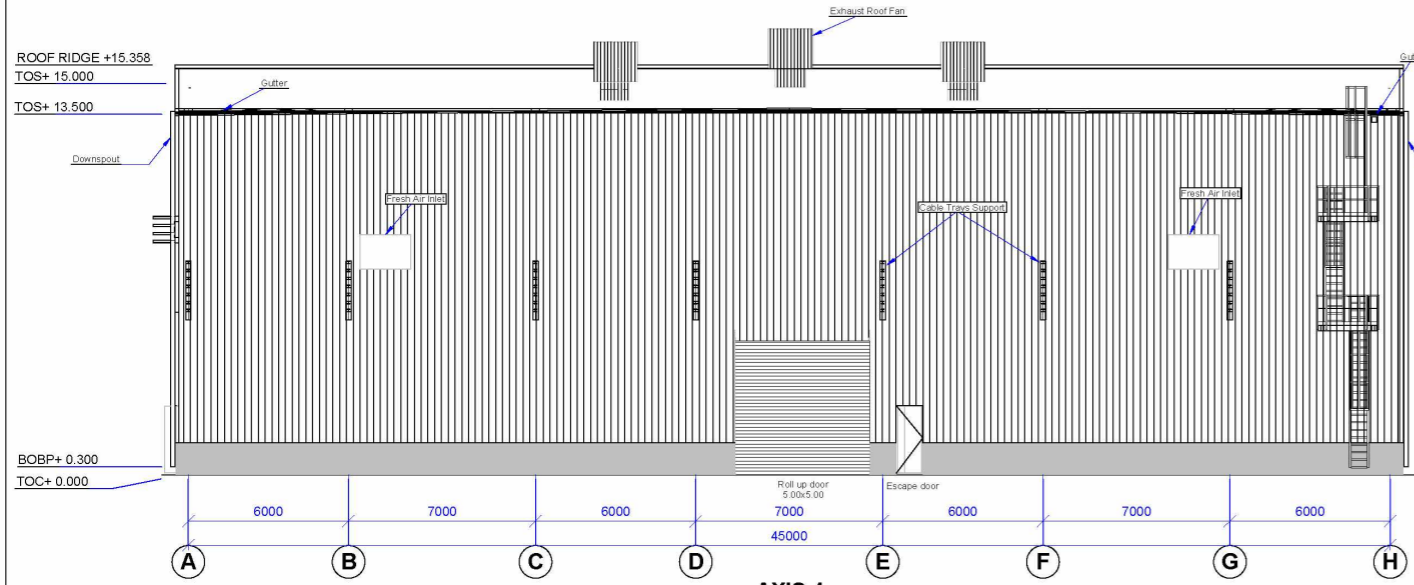 Exhaust Roof Fan
ROOF RIDGE +15.358
TOS+ 15.000
Gutter
TOS+ 13.500
Downspout
Fresh Air Inlet
Cable Trays Support
Fresh Air Inlet
Gut
BOBP+ 0.300
TOC+ 0.000
Roll up door
5.00x5.00
Escape door
6000
7000
6000
7000
6000
7000
6000
45000
A
B
C
D
E
F
G
H